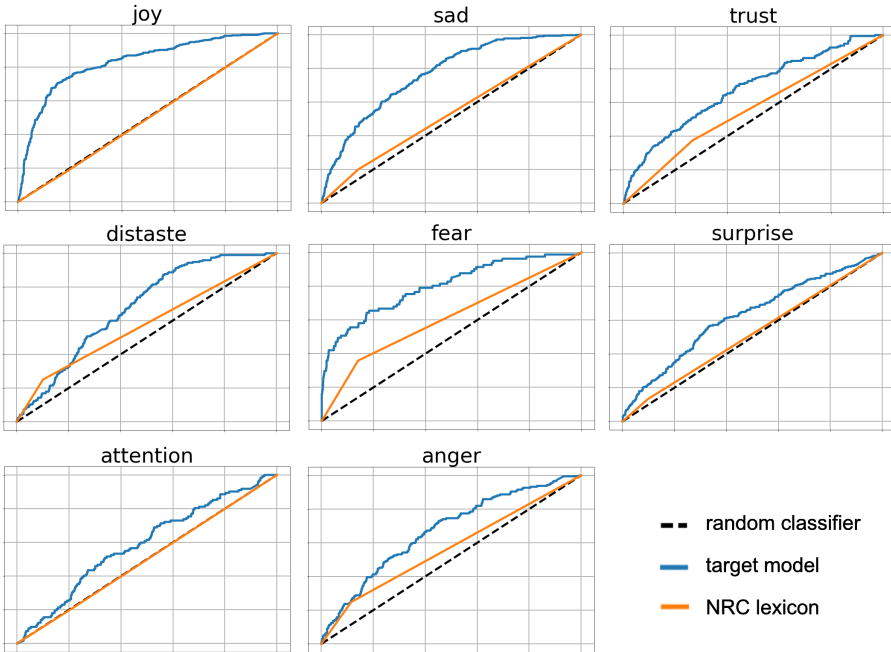 joy
sad
trust
distaste
fear
surprise
attention
anger
random classifier
target model
NRC lexicon